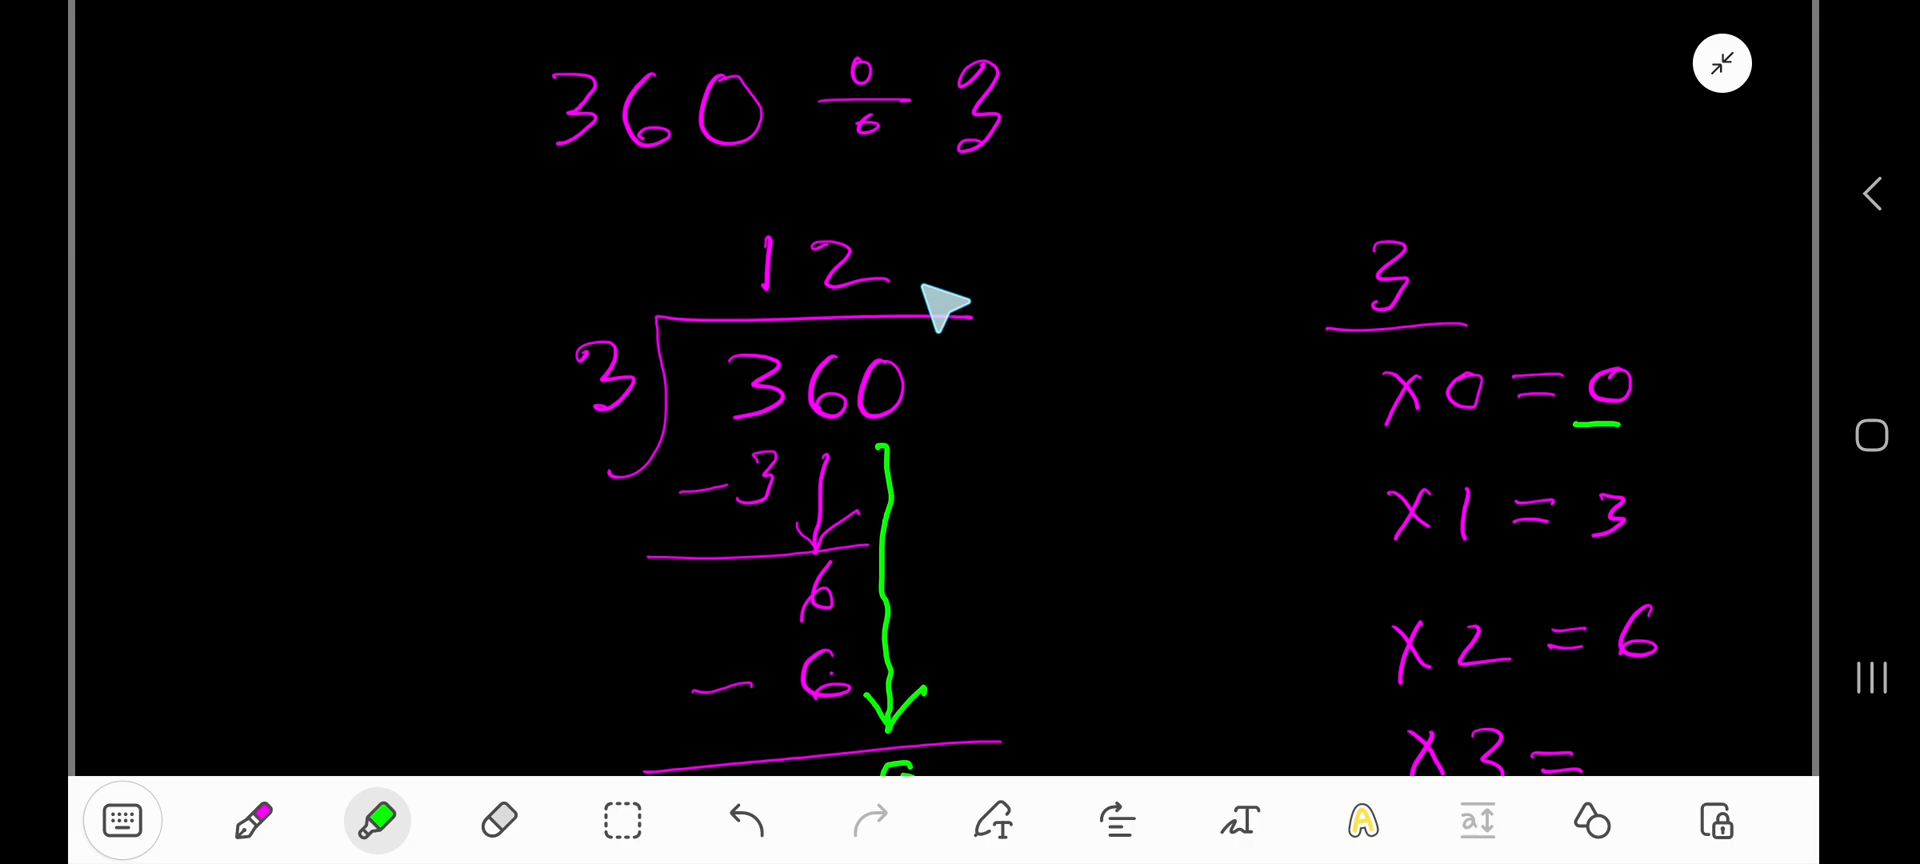 360 ÷ 3
12
3 360
-3
6
- 6
3
x0 = 0
x1 = 3
x2 = 6
x3 =